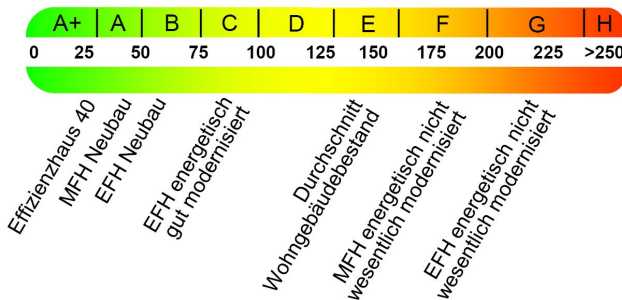 A+ A B C D E F G H
0 25 50 75 100 125 150 175 200 225 >250
Effizienzhaus 40
MFH Neubau
EFH Neubau
EFH energetisch
gut modernisiert
Durchschnitt
Wohngebäudebestand
MFH energetisch nicht
wesentlich modernisiert
EFH energetisch nicht
wesentlich modernisiert